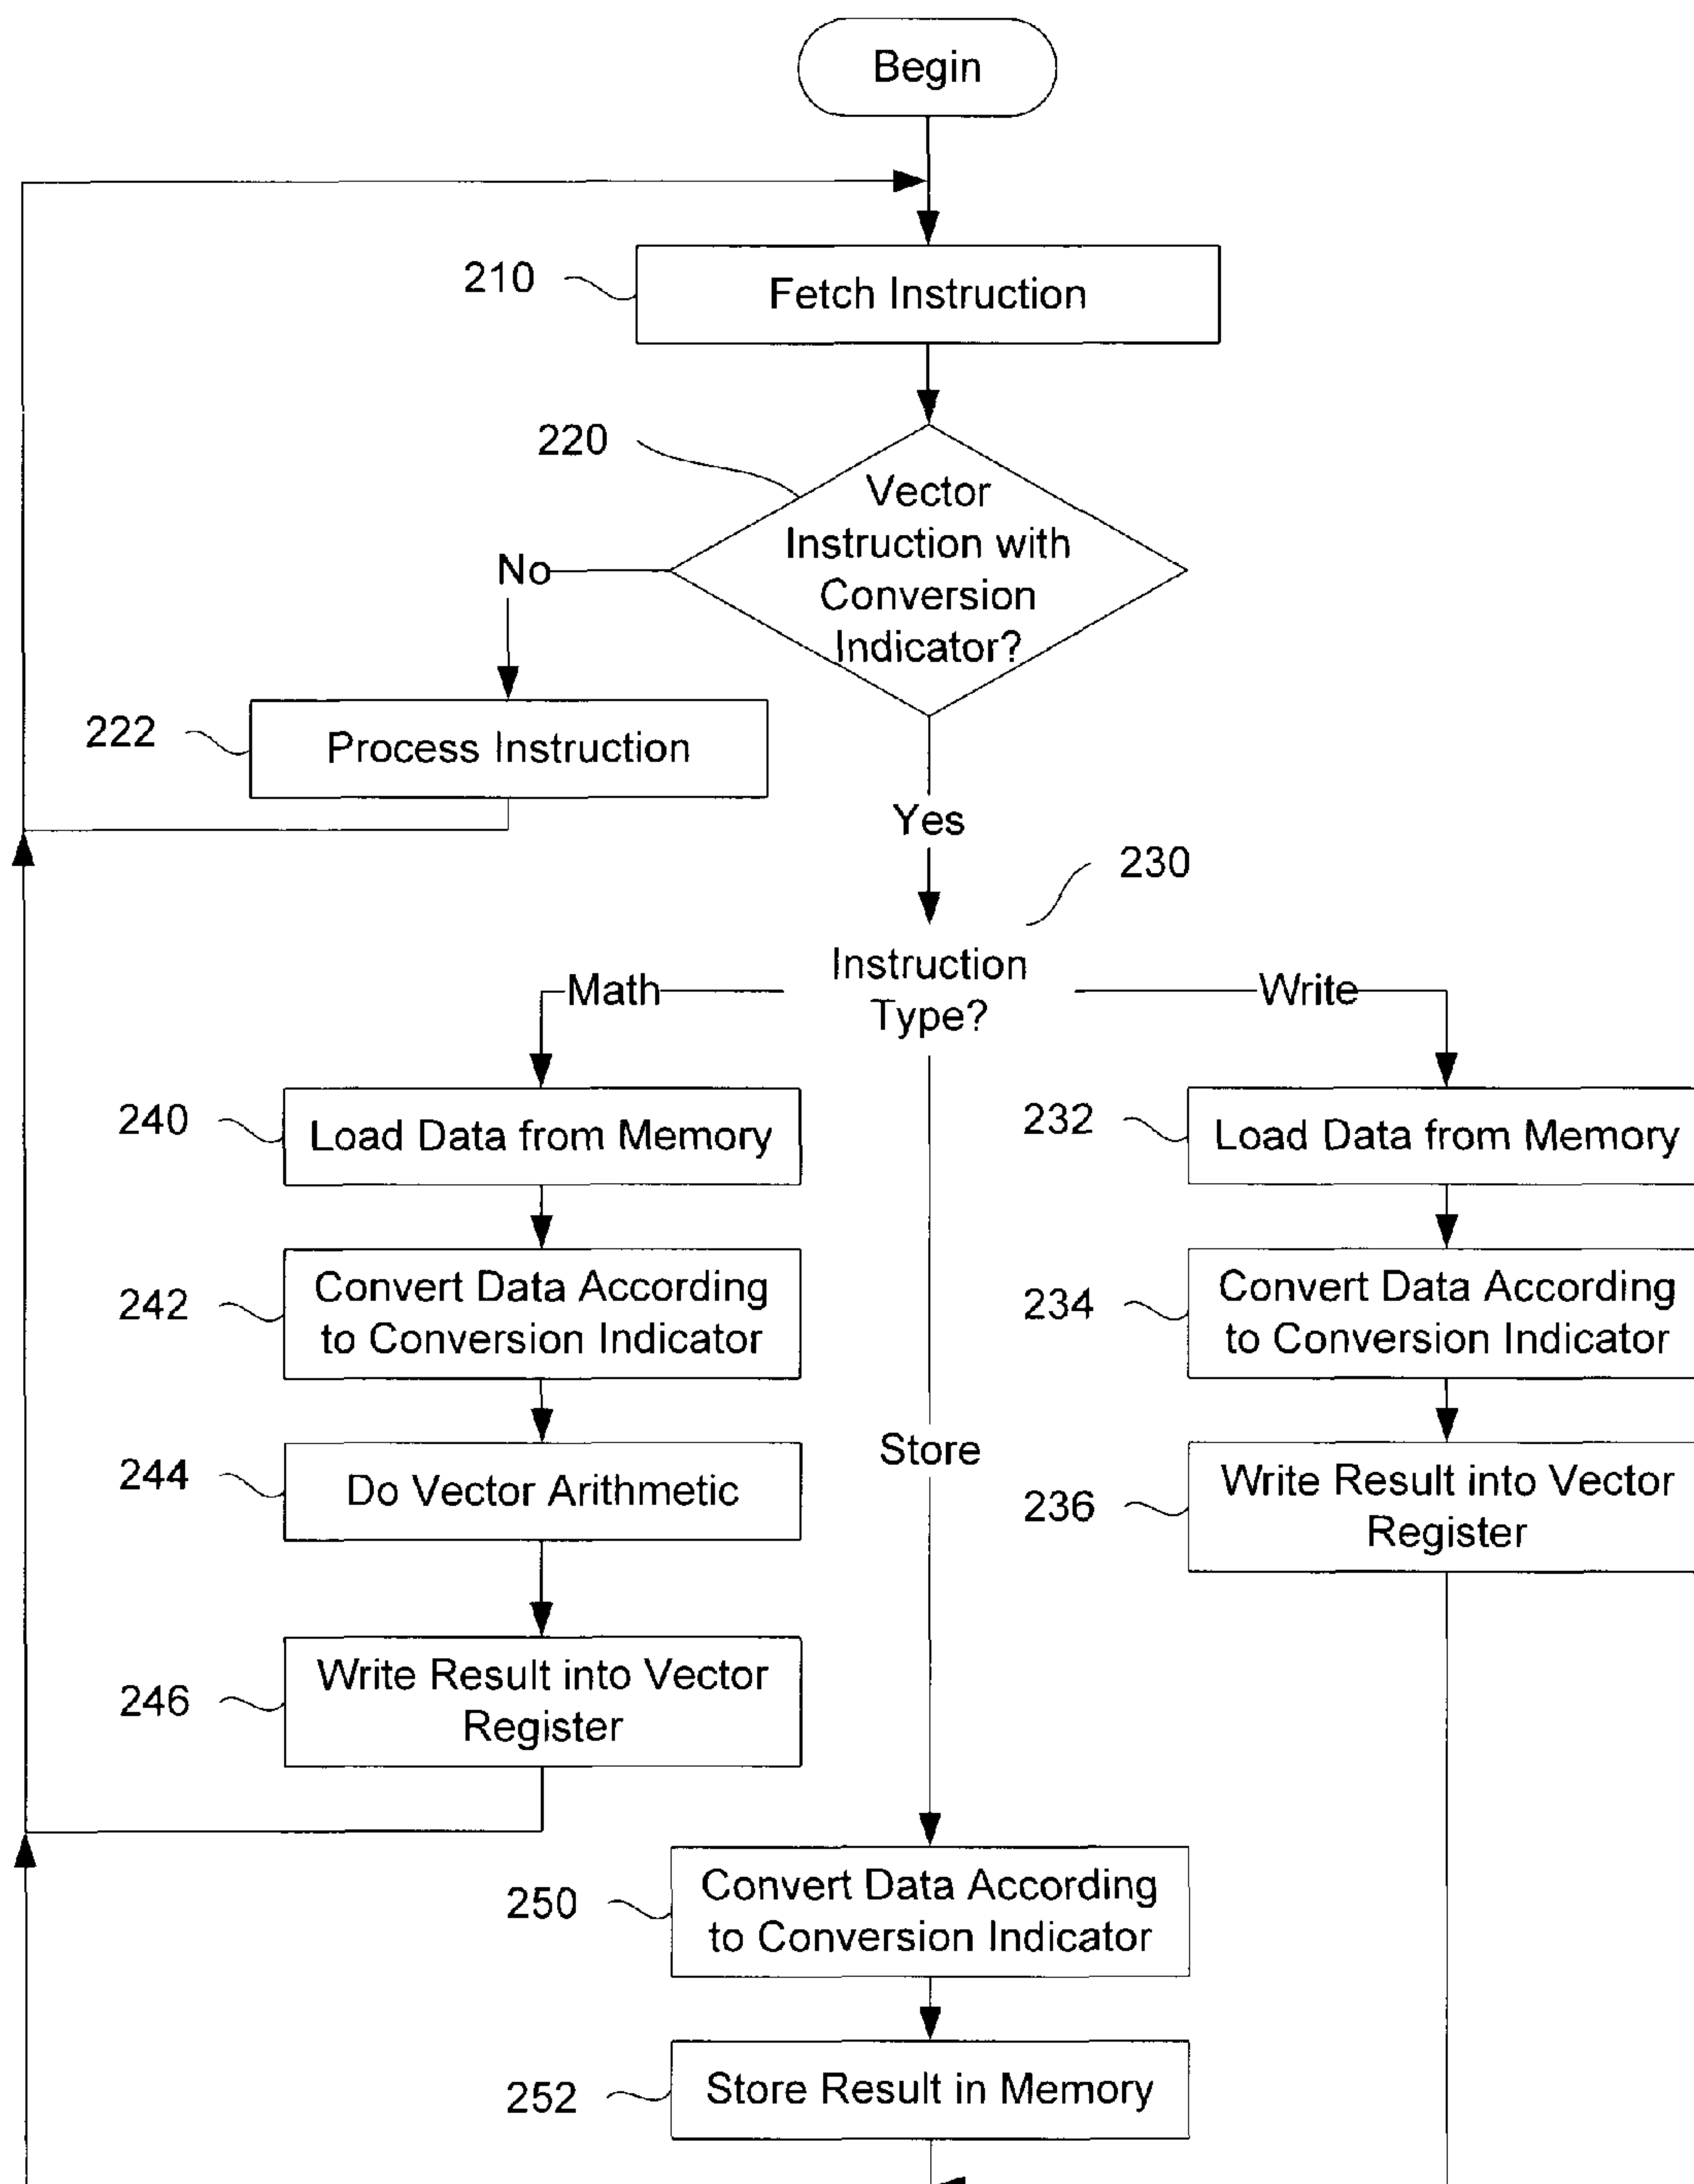 Begin
210
Fetch Instruction
220
Vector
Instruction with
Conversion
Indicator?
No
222
Process Instruction
Yes
230
Instruction
Type?
Math
Write
240
Load Data from Memory
232
Load Data from Memory
242
Convert Data According
to Conversion Indicator
234
Convert Data According
to Conversion Indicator
244
Do Vector Arithmetic
Store
236
Write Result into Vector
Register
246
Write Result into Vector
Register
250
Convert Data According
to Conversion Indicator
252
Store Result in Memory